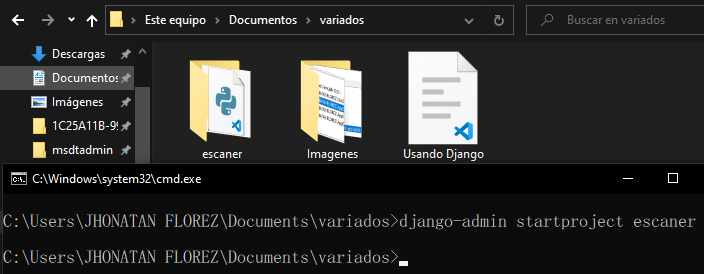 Este equipo > Documentos > variados
Buscar en variados
Descargas
Documentos
Imágenes
1C25A11B-99
msdtadmin
escaner
Imagenes
Usando Django
C:\Windows\system32\cmd.exe
C:\Users\JHONATAN FLOREZ\Documents\variados>django-admin startproject escaner
C:\Users\JHONATAN FLOREZ\Documents\variados>